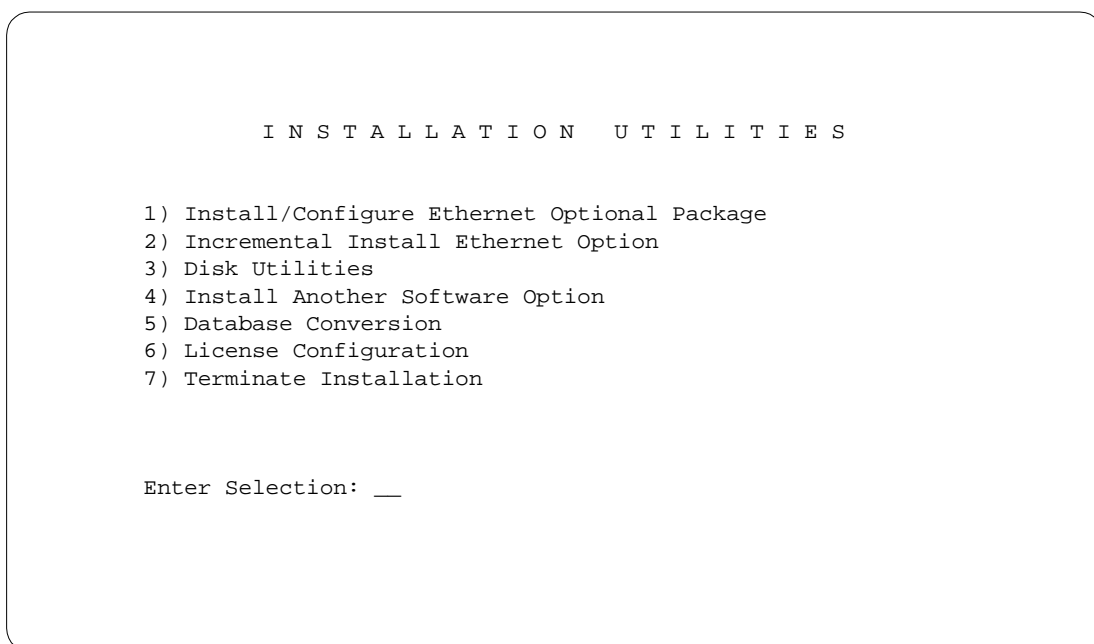 I N S T A L L A T I O N   U T I L I T I E S
1) Install/Configure Ethernet Optional Package
2) Incremental Install Ethernet Option
3) Disk Utilities
4) Install Another Software Option
5) Database Conversion
6) License Configuration
7) Terminate Installation
Enter Selection: __